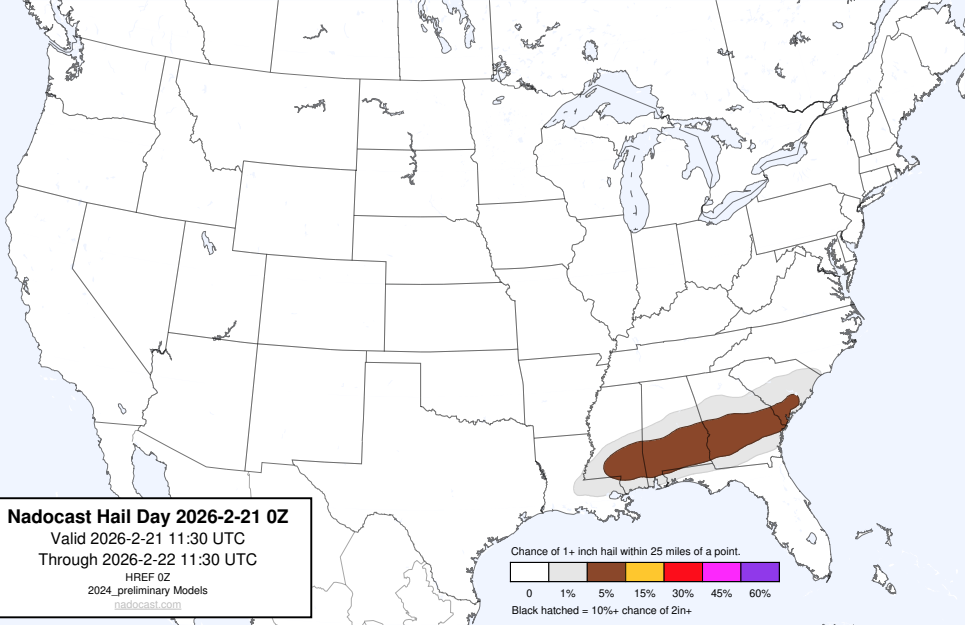 Nadocast Hail Day 2026-2-21 0Z
Valid 2026-2-21 11:30 UTC
Through 2026-2-22 11:30 UTC
HREF 0Z
2024_preliminary Models
nadocast.com
Chance of 1+ inch hail within 25 miles of a point.
0 1% 5% 15% 30% 45% 60%
Black hatched = 10%+ chance of 2in+